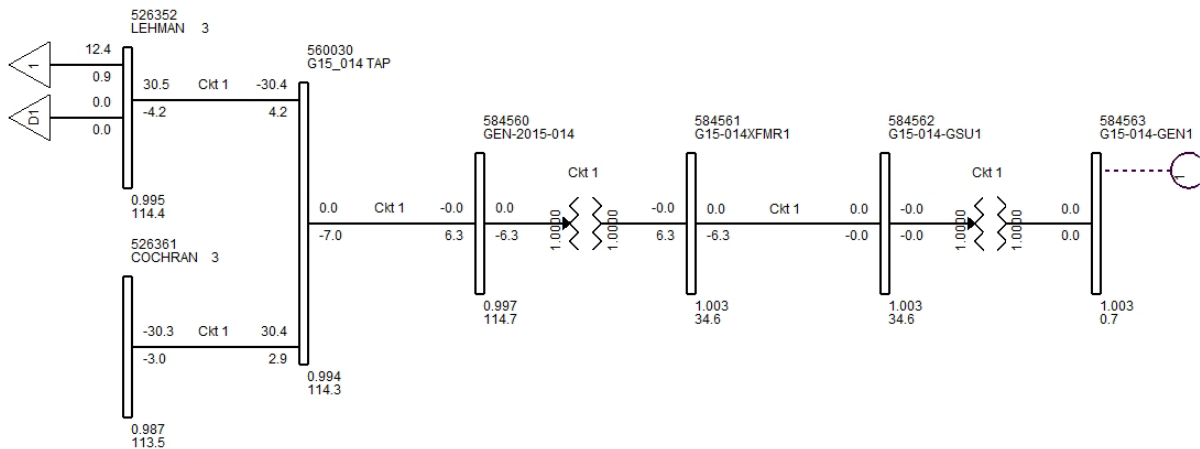 526352
LEHMAN 3
1
12.4
0.9
D1
0.0
0.0
30.5 Ckt 1 -30.4
-4.2 4.2
0.995
114.4
526361
COCHRAN 3
-30.3 Ckt 1 30.4
-3.0 2.9
0.987
113.5
560030
G15_014 TAP
0.994
114.3
0.0 Ckt 1 -0.0
-7.0 6.3
584560
GEN-2015-014
0.997
114.7
Ckt 1
0.0 1.0000 1.0000 -0.0
-6.3 6.3
584561
G15-014XFMR1
1.003
34.6
0.0 Ckt 1 0.0
-6.3 -0.0
584562
G15-014-GSU1
1.003
34.6
Ckt 1
-0.0 1.0000 1.0000 0.0
-0.0 0.0
584563
G15-014-GEN1
1
1.003
0.7